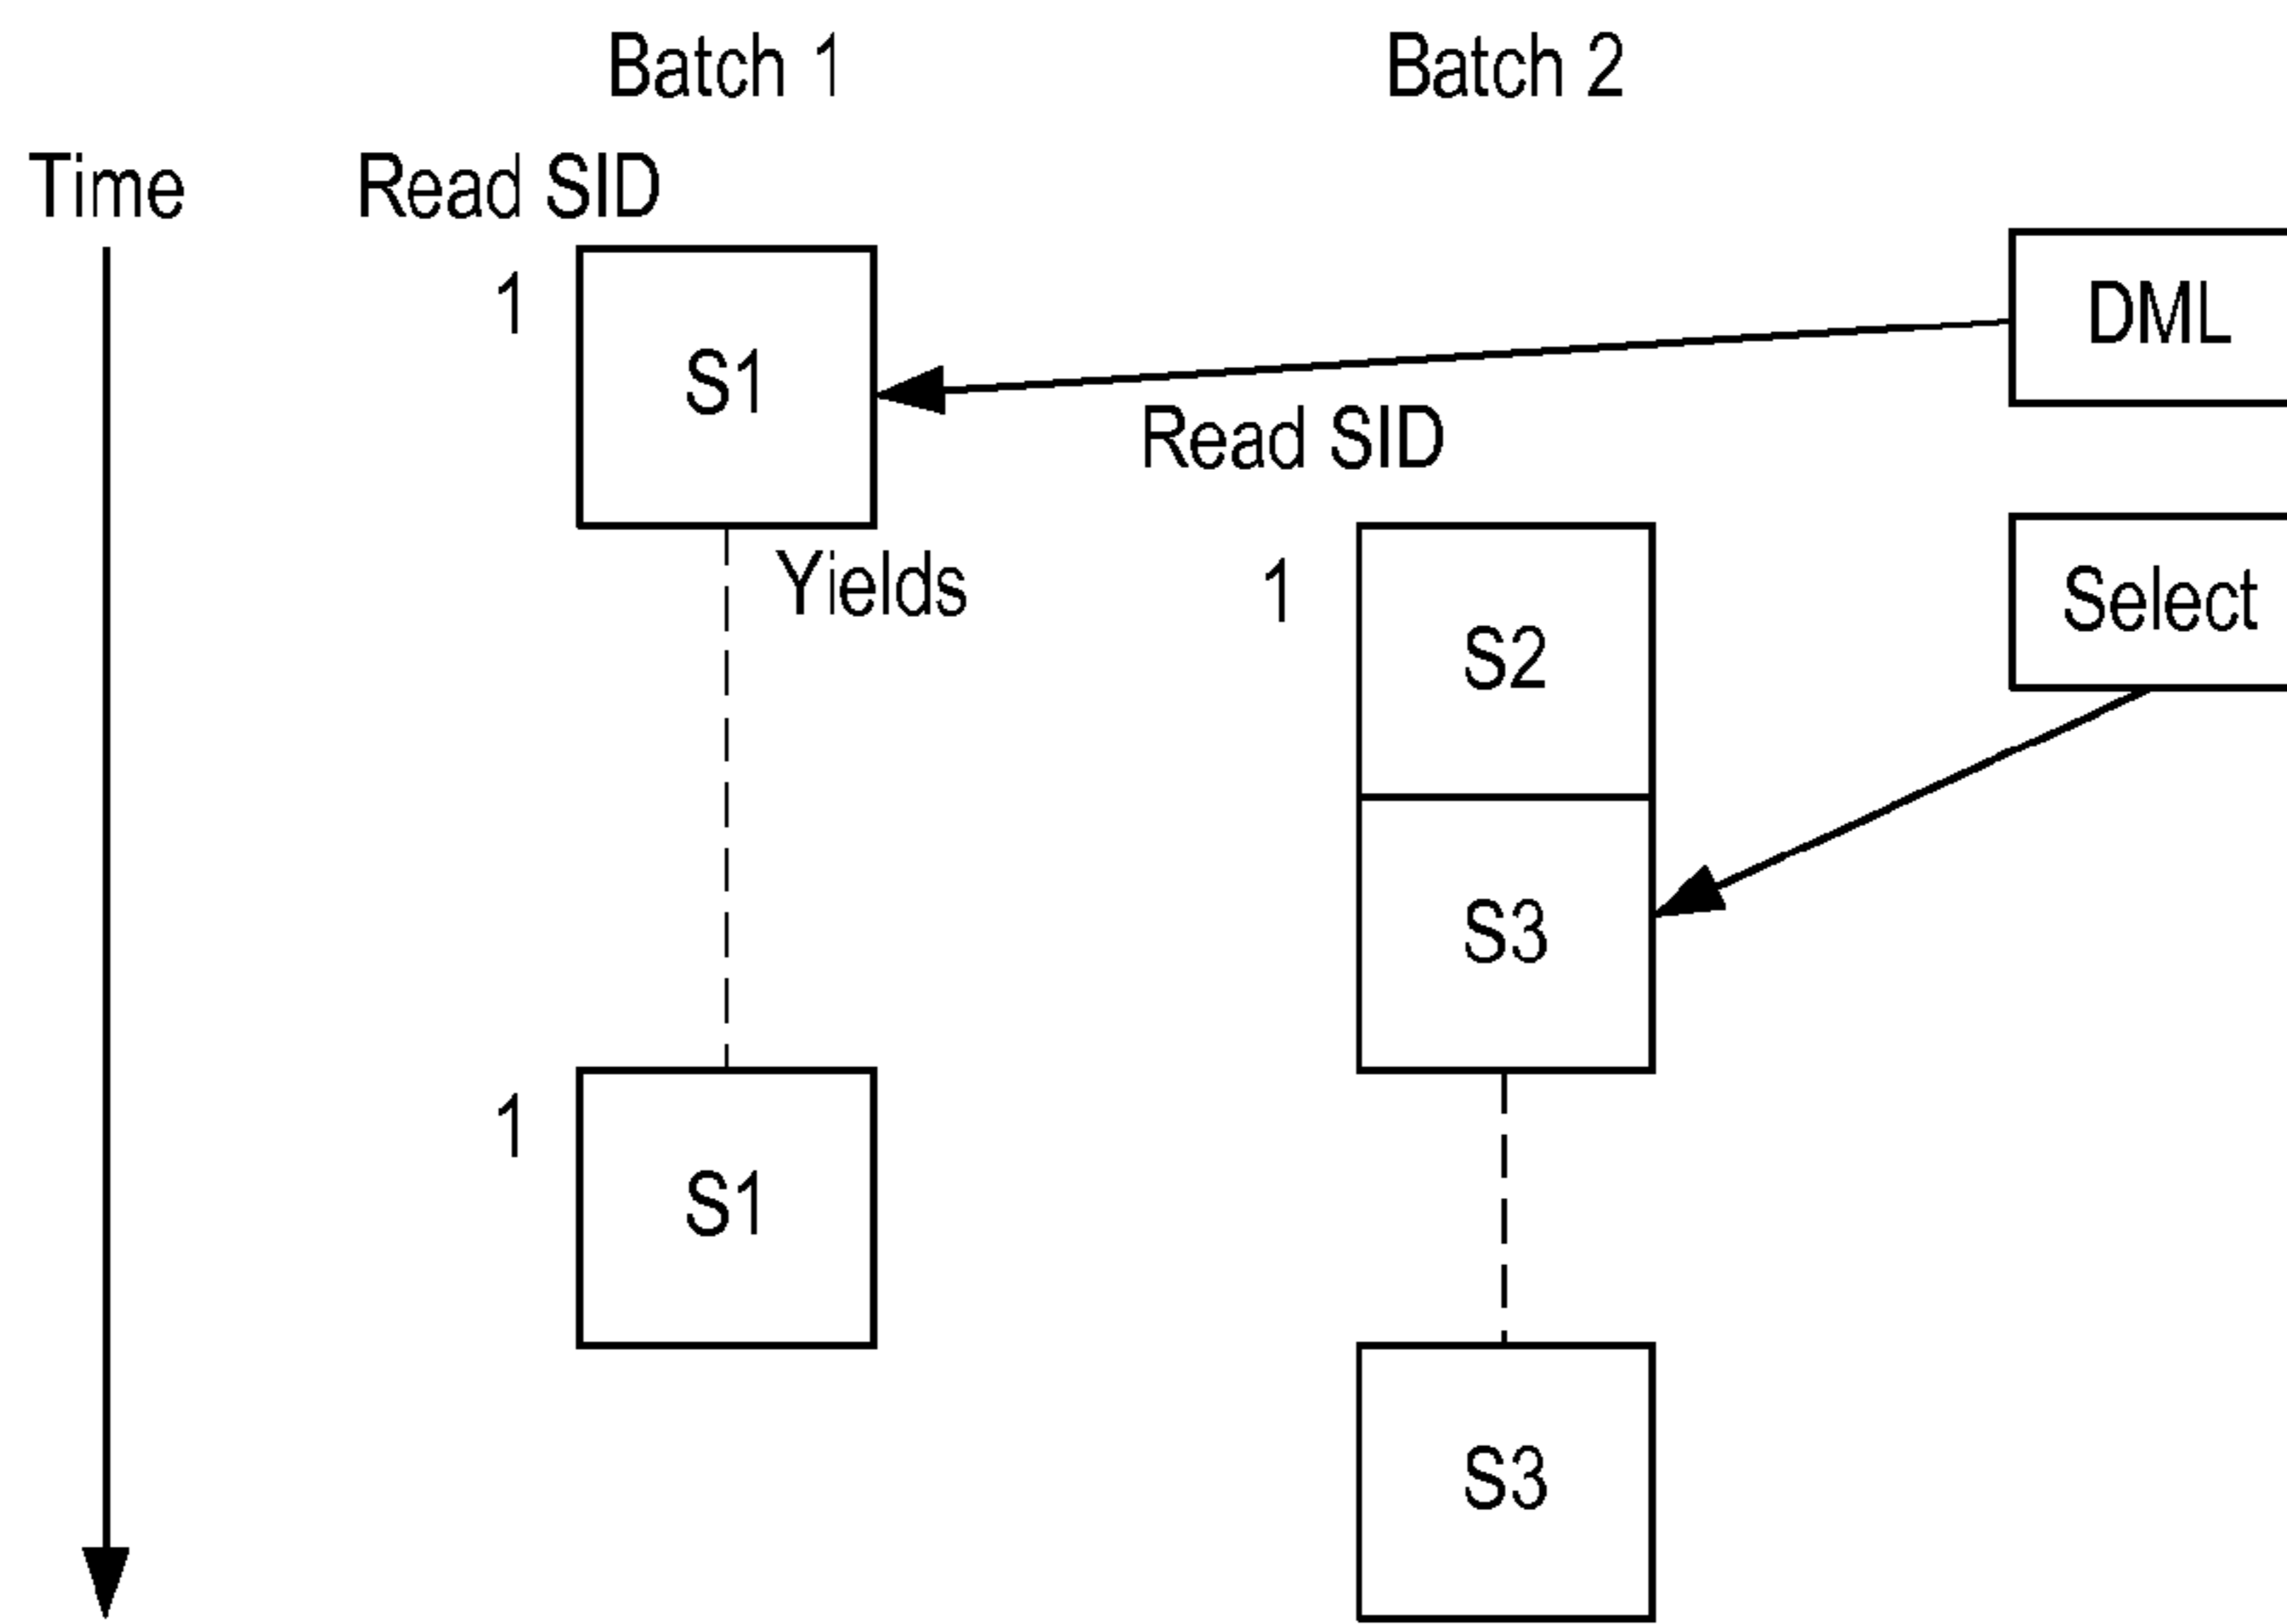 Batch 1
Batch 2
Time
Read SID
1
S1
DML
Read SID
Yields
1
S2
Select
S3
1
S1
S3